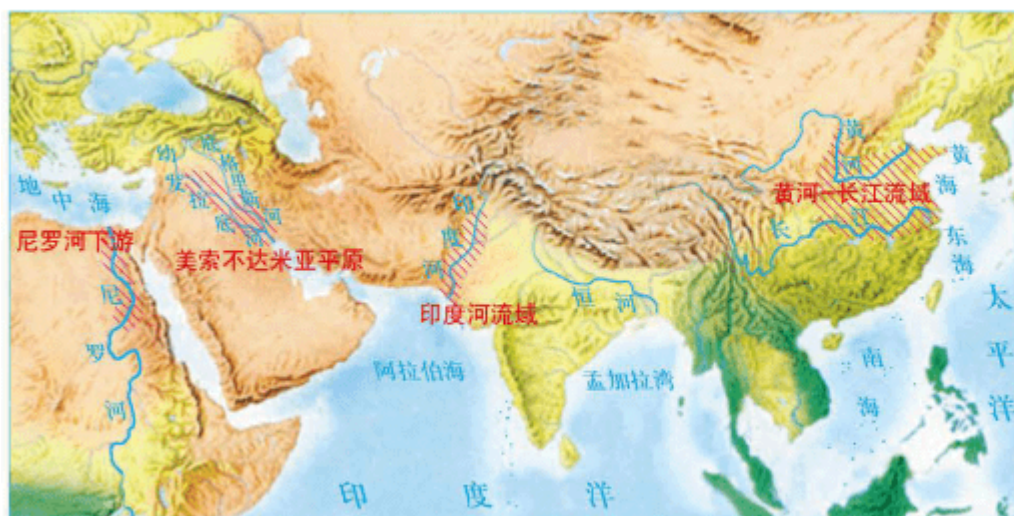 地中海
尼罗河下游
尼罗河
幼发拉底河
底格里斯河
美索不达米亚平原
印度河
印度河流域
恒河
阿拉伯海
孟加拉湾
印度洋
黄河
黄河-长江流域
长江
黄海
东海
南海
太平洋